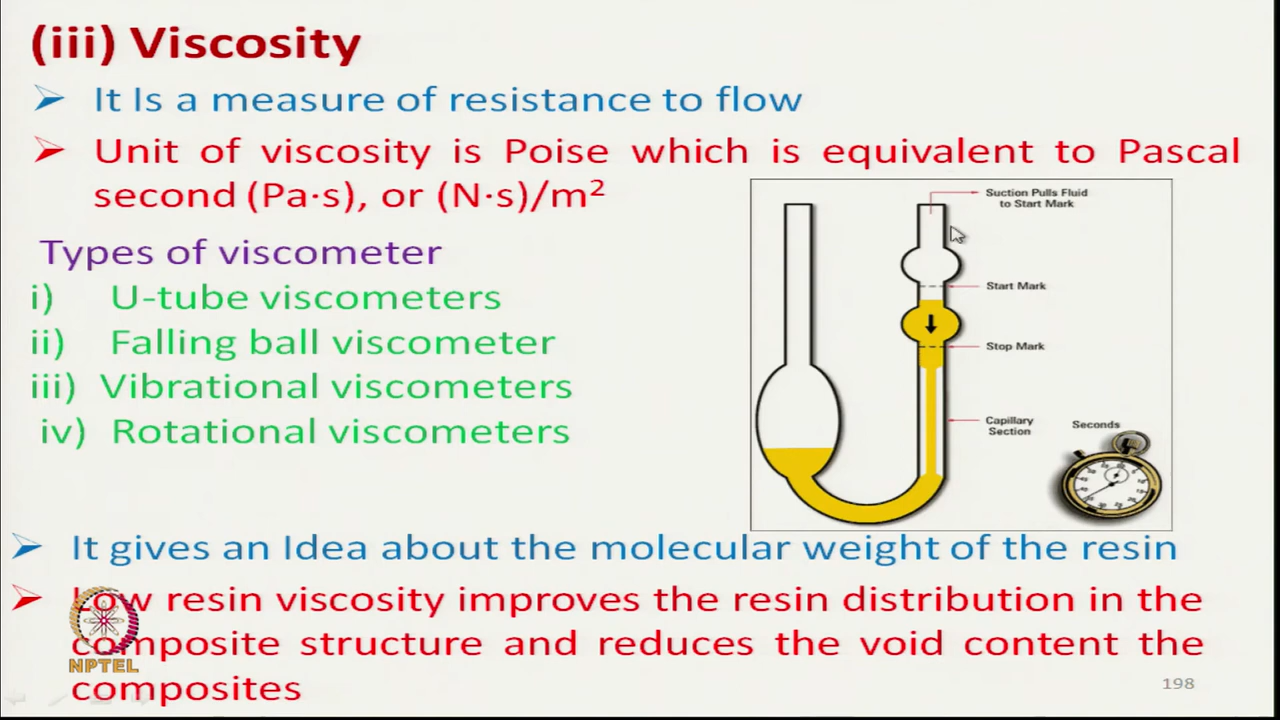 (iii) Viscosity
It Is a measure of resistance to flow
Unit of viscosity is Poise which is equivalent to Pascal
second (Pa·s), or (N·s)/m²
Types of viscometer
i) U-tube viscometers
ii) Falling ball viscometer
iii) Vibrational viscometers
iv) Rotational viscometers
Suction Pulls Fluid
to Start Mark
Start Mark
Stop Mark
Capillary
Section
Seconds
It gives an Idea about the molecular weight of the resin
Low resin viscosity improves the resin distribution in the
composite structure and reduces the void content the
composites
NPTEL
198